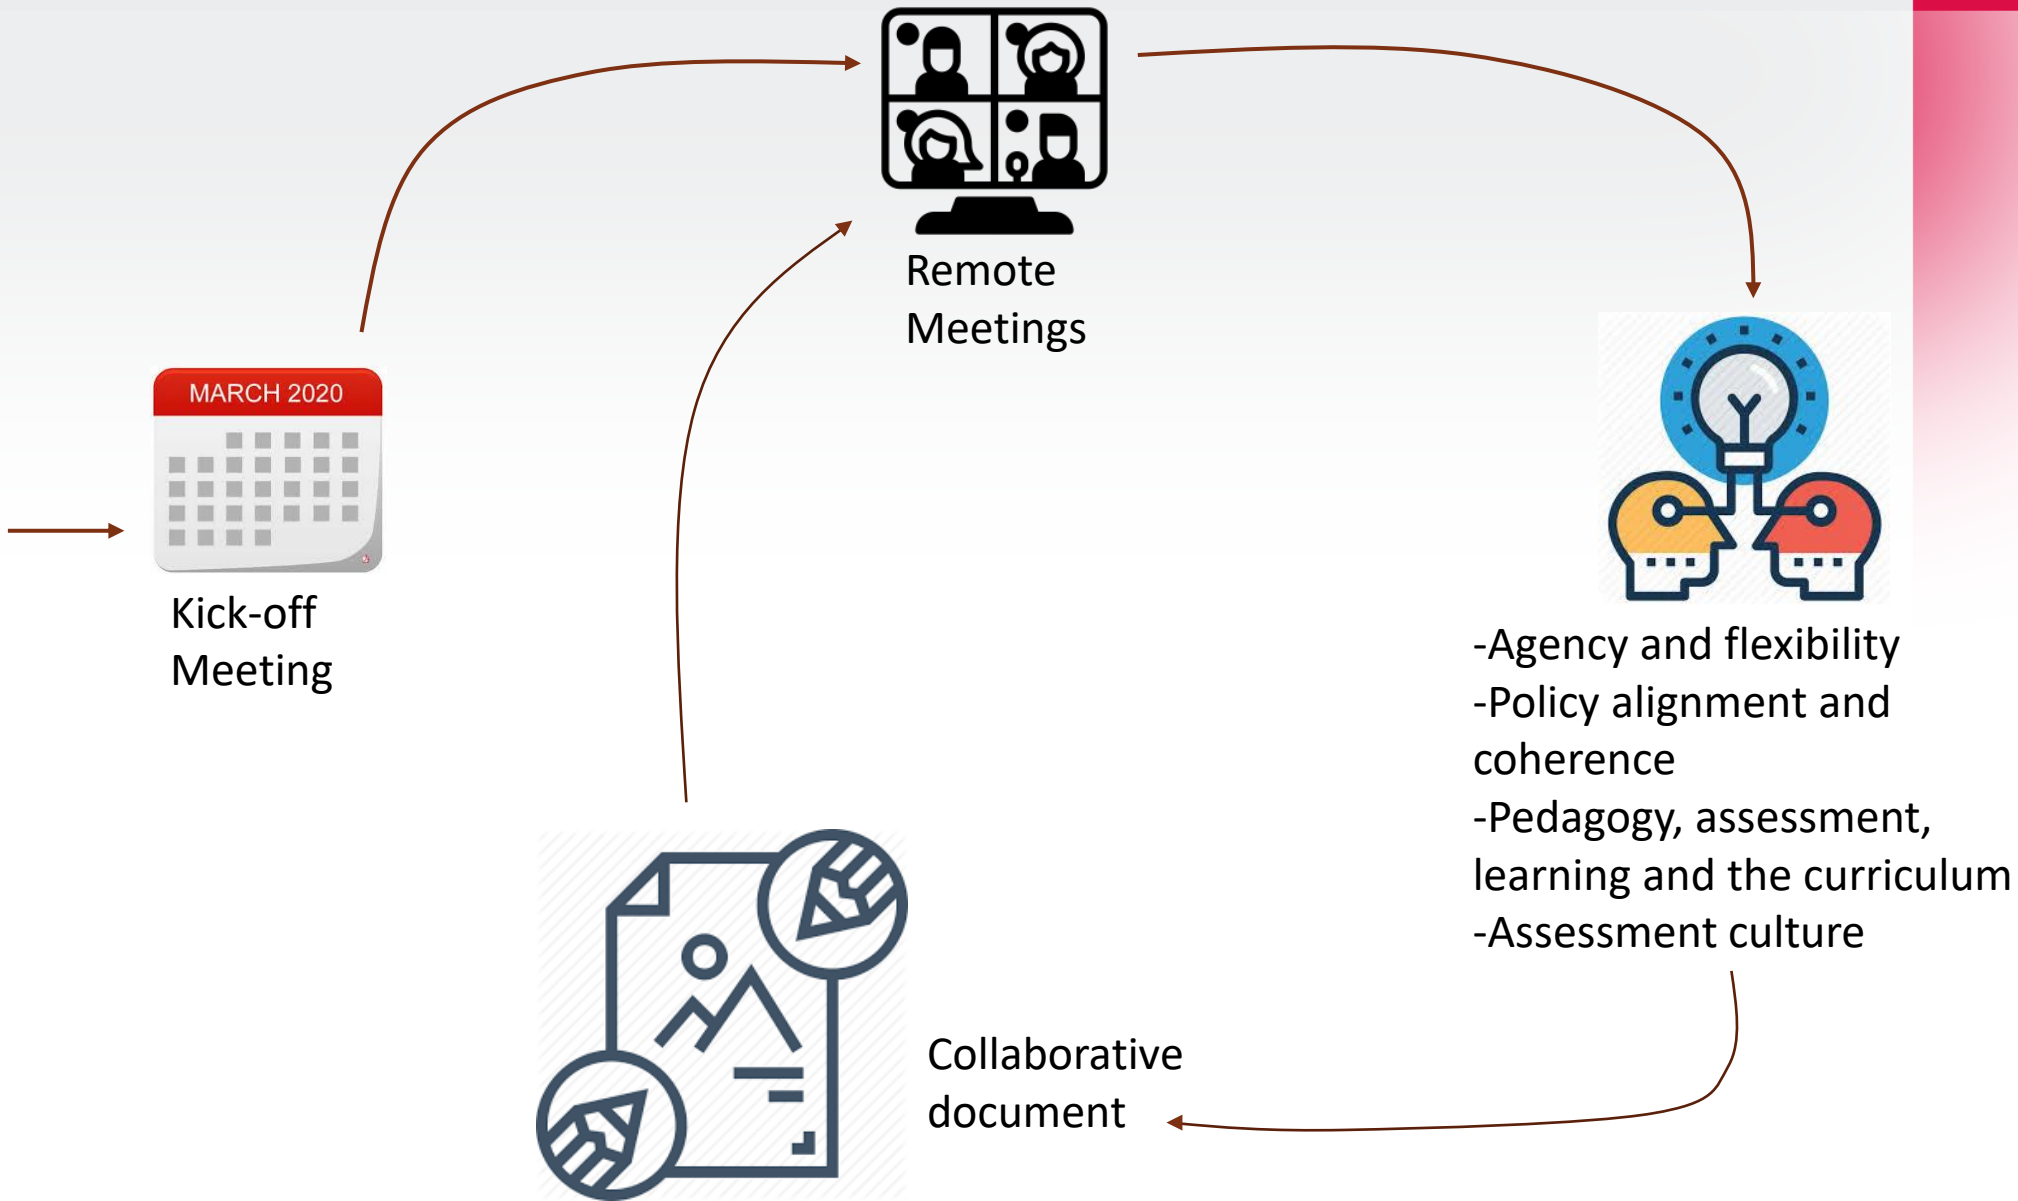 Remote
Meetings
MARCH 2020
Kick-off
Meeting
-Agency and flexibility
-Policy alignment and
coherence
-Pedagogy, assessment,
learning and the curriculum
-Assessment culture
Collaborative
document